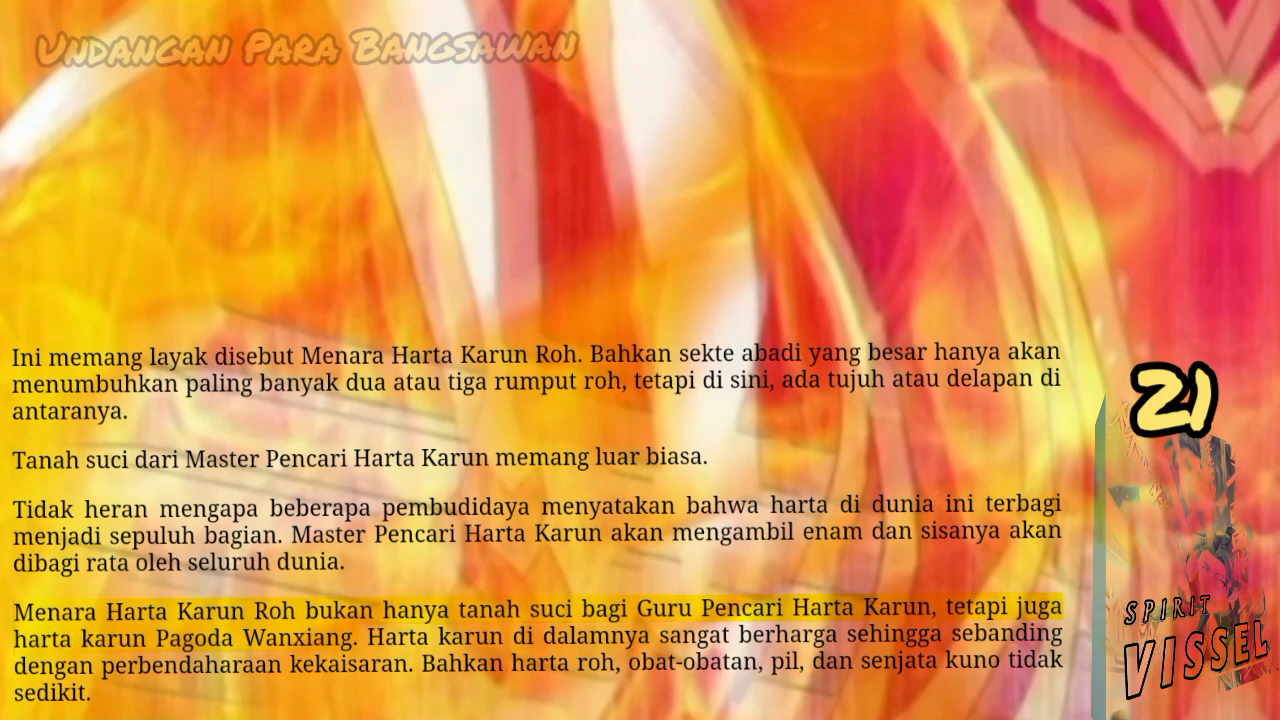 Undangan Para Bangsawan
Ini memang layak disebut Menara Harta Karun Roh. Bahkan sekte abadi yang besar hanya akan
menumbuhkan paling banyak dua atau tiga rumput roh, tetapi di sini, ada tujuh atau delapan di
antaranya.
Tanah suci dari Master Pencari Harta Karun memang luar biasa.
Tidak heran mengapa beberapa pembudidaya menyatakan bahwa harta di dunia ini terbagi
menjadi sepuluh bagian. Master Pencari Harta Karun akan mengambil enam dan sisanya akan
dibagi rata oleh seluruh dunia.
Menara Harta Karun Roh bukan hanya tanah suci bagi Guru Pencari Harta Karun, tetapi juga
harta karun Pagoda Wanxiang. Harta karun di dalamnya sangat berharga sehingga sebanding
dengan perbendaharaan kekaisaran. Bahkan harta roh, obat-obatan, pil, dan senjata kuno tidak
sedikit.
21
SPIRIT
VISSEL